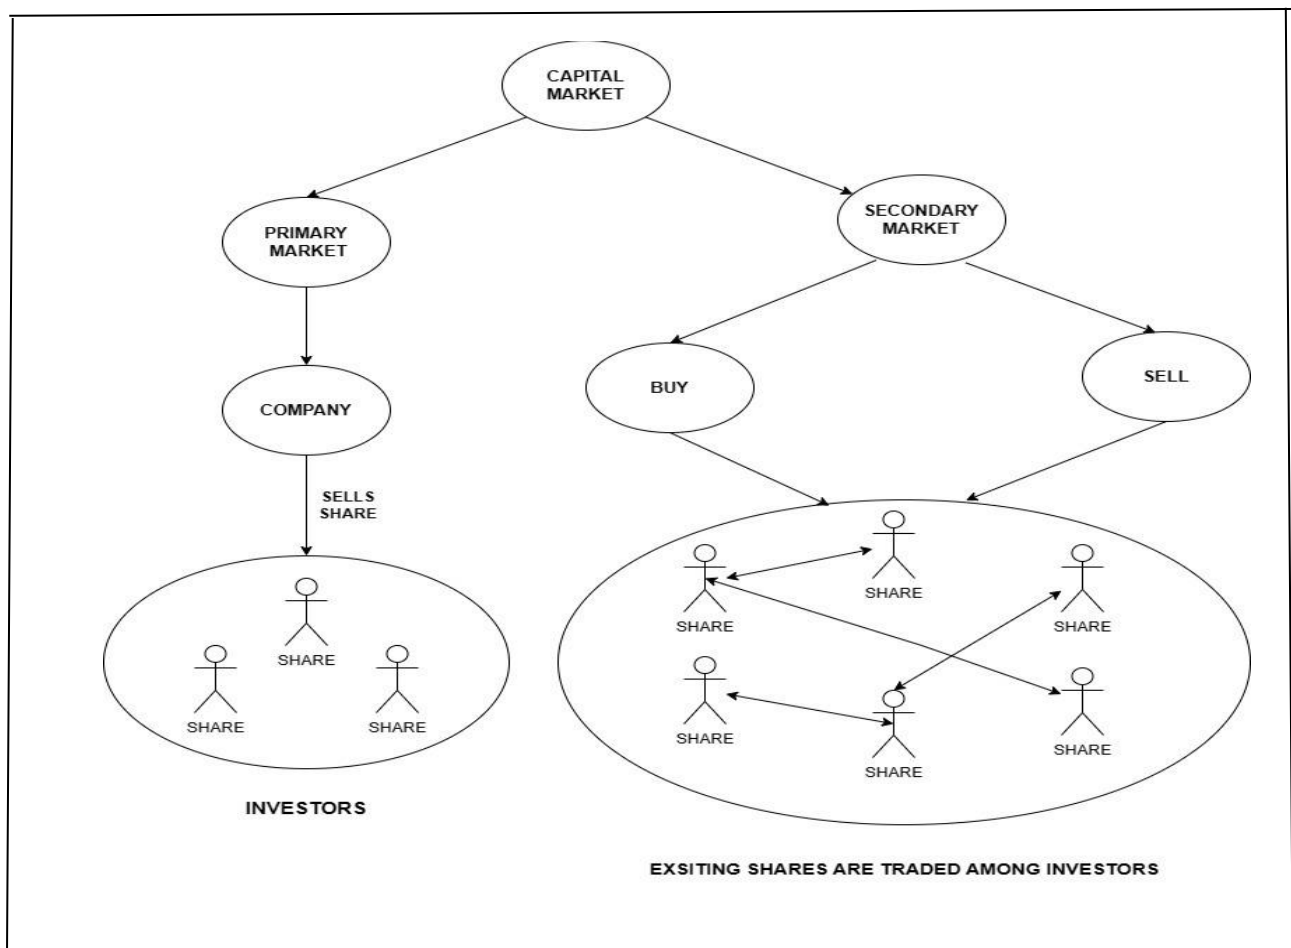 CAPITAL
MARKET
PRIMARY
MARKET
SECONDARY
MARKET
COMPANY
BUY
SELL
SELLS
SHARE
SHARE
SHARE
SHARE
INVESTORS
SHARE
SHARE
SHARE
SHARE
SHARE
SHARE
EXSITING SHARES ARE TRADED AMONG INVESTORS